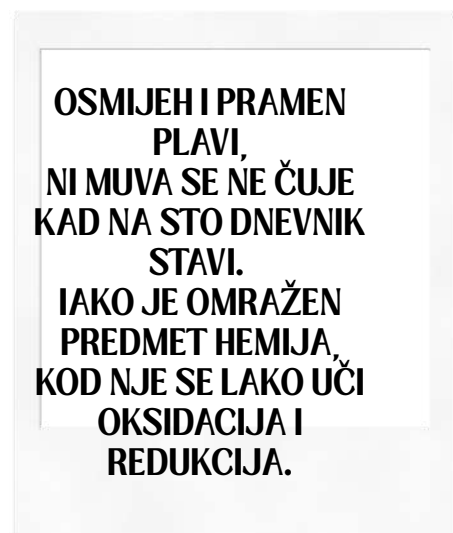 OSMIJEH I PRAMEN
PLAVI,
NI MUVA SE NE ČUJE
KAD NA STO DNEVNIK
STAVI.
IAKO JE OMRAŽEN
PREDMET HEMIJA,
KOD NJE SE LAKO UČI
OKSIDACIJA I
REDUKCIJA.